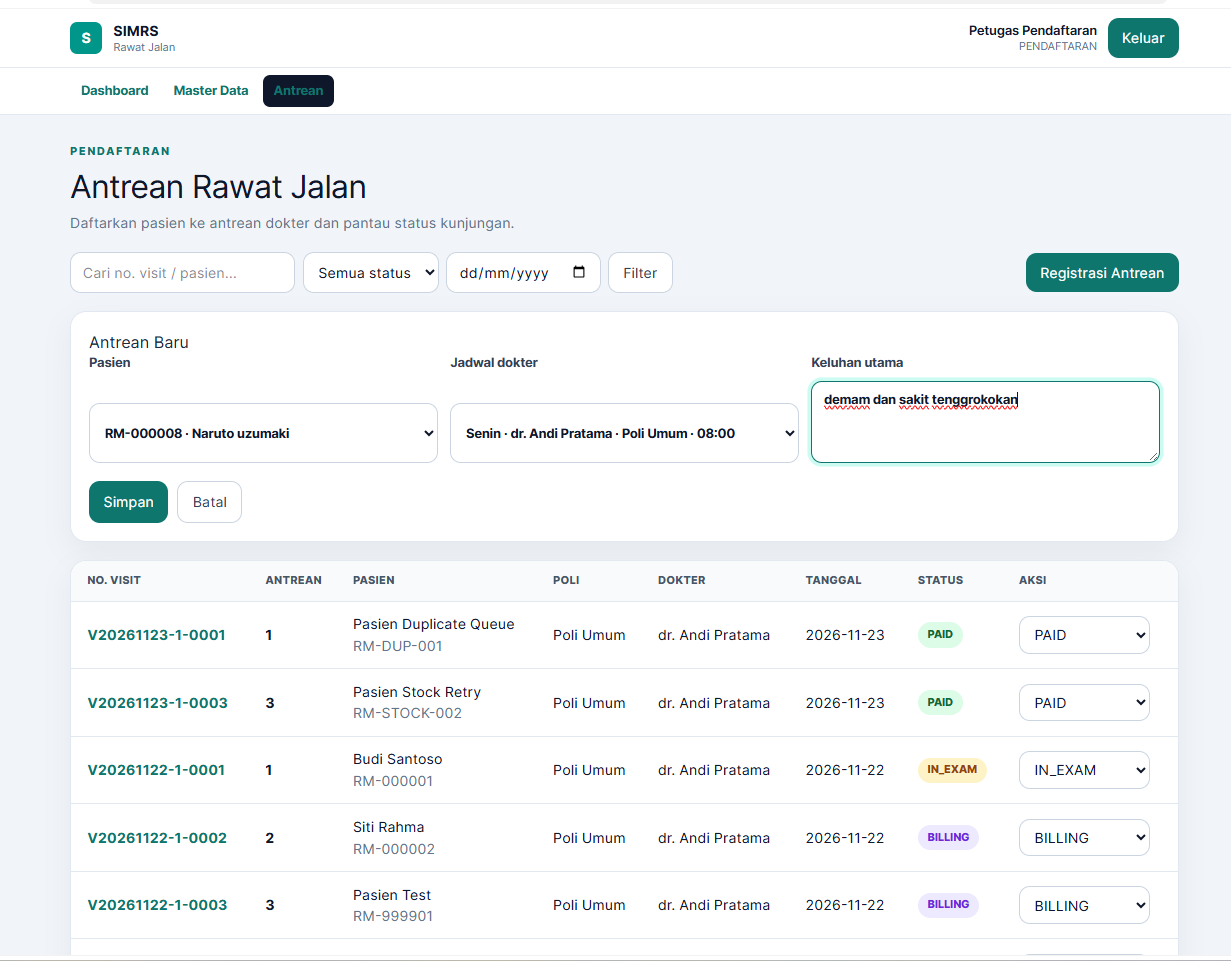 S
SIMRS
Rawat Jalan
Petugas Pendaftaran
PENDAFTARAN
Keluar
Dashboard Master Data Antrean
PENDAFTARAN
Antrean Rawat Jalan
Daftarkan pasien ke antrean dokter dan pantau status kunjungan.
Cari no. visit / pasien... Semua status dd/mm/yyyy Filter Registrasi Antrean
Antrean Baru
Pasien Jadwal dokter Keluhan utama
RM-000008 · Naruto uzumaki Senin · dr. Andi Pratama · Poli Umum · 08:00 demam dan sakit tenggrokokan
Simpan Batal
NO. VISIT ANTREAN PASIEN POLI DOKTER TANGGAL STATUS AKSI
V20261123-1-0001 1 Pasien Duplicate Queue Poli Umum dr. Andi Pratama 2026-11-23 PAID PAID
RM-DUP-001
V20261123-1-0003 3 Pasien Stock Retry Poli Umum dr. Andi Pratama 2026-11-23 PAID PAID
RM-STOCK-002
V20261122-1-0001 1 Budi Santoso Poli Umum dr. Andi Pratama 2026-11-22 IN_EXAM IN_EXAM
RM-000001
V20261122-1-0002 2 Siti Rahma Poli Umum dr. Andi Pratama 2026-11-22 BILLING BILLING
RM-000002
V20261122-1-0003 3 Pasien Test Poli Umum dr. Andi Pratama 2026-11-22 BILLING BILLING
RM-999901